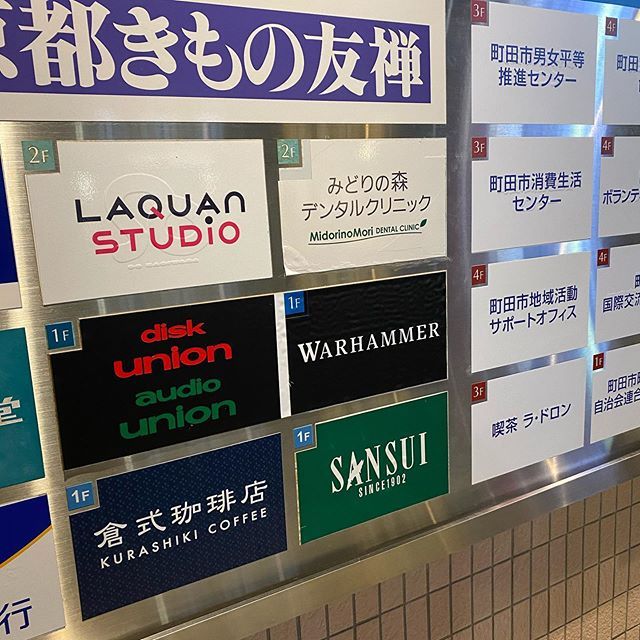 京都きもの友禅
2F
LAQUAN
STUDIO
2F
みどりの森
デンタルクリニック
MidorinoMori DENTAL CLINIC
1F
disk
union
audio
union
1F
WARHAMMER
1F
倉式珈琲店
KURASHIKI COFFEE
1F
SANSUI
SINCE1902
3F
町田市男女平等
推進センター
3F
町田市消費生活
センター
4F
町田市地域活動
サポートオフィス
3F
喫茶 ラ・ドロン
4F
4F
ボランテ
4F
国際交流
1F
町田市
自治会連合
堂
行